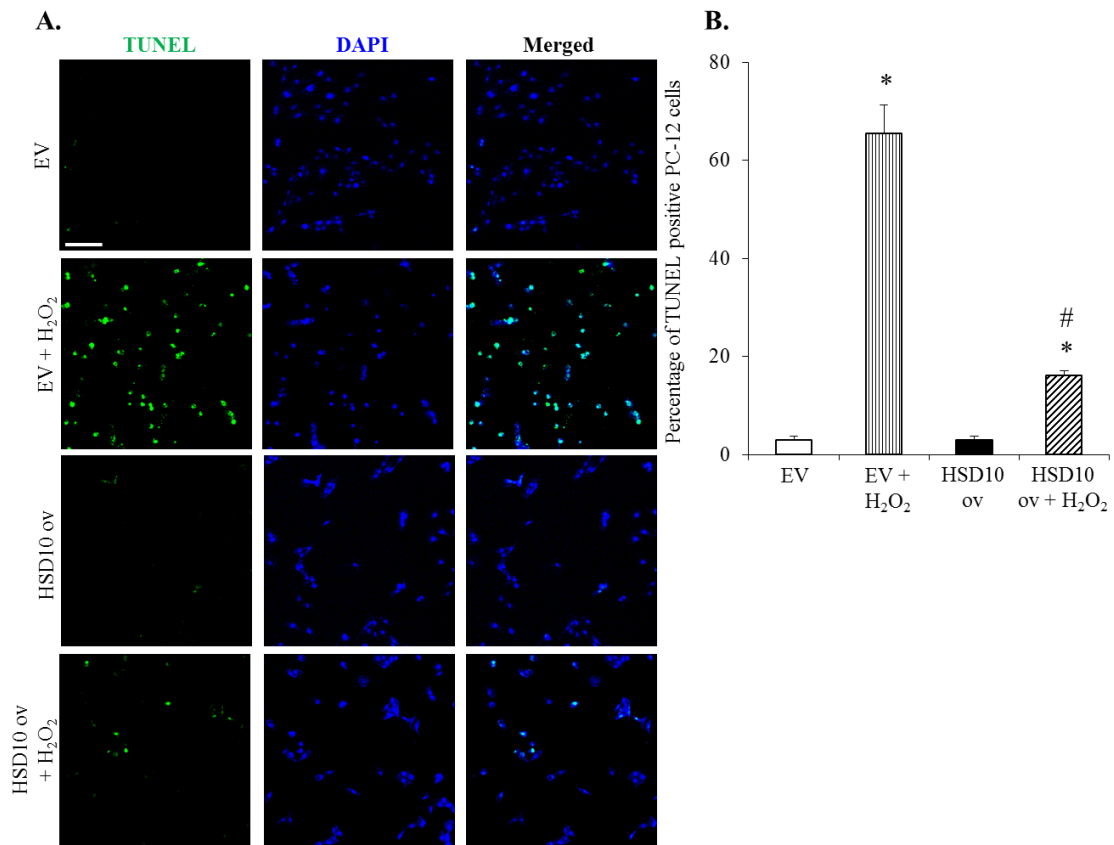 A.
TUNEL
DAPI
Merged
EV
EV + H₂O₂
HSD10 ov
HSD10 ov
+ H₂O₂
B.
Percentage of TUNEL positive PC-12 cells
80
60
40
20
0
*
#
*
EV
EV +
H₂O₂
HSD10
ov
HSD10
ov + H₂O₂